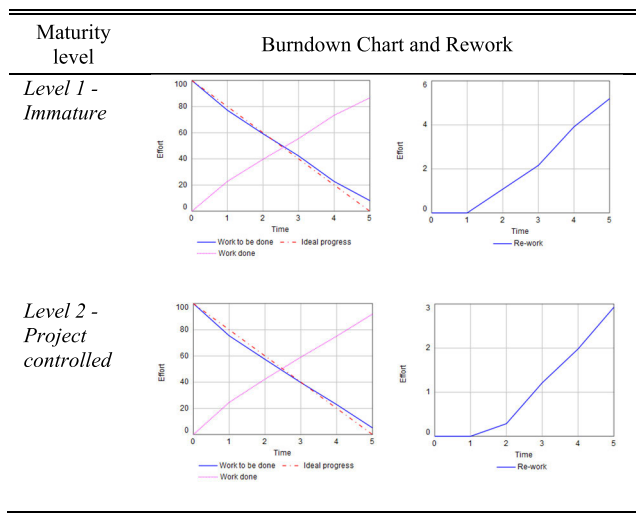 Maturity
level
Burndown Chart and Rework
Level 1 -
Immature
100
80
60
40
20
0
Effort
0 1 2 3 4 5
Time
Work to be done Ideal progress
Work done
6
4
2
0
Effort
0 1 2 3 4 5
Time
Re-work
Level 2 -
Project
controlled
100
80
60
40
20
0
Effort
0 1 2 3 4 5
Time
Work to be done Ideal progress
Work done
3
2
1
0
Effort
0 1 2 3 4 5
Time
Re-work